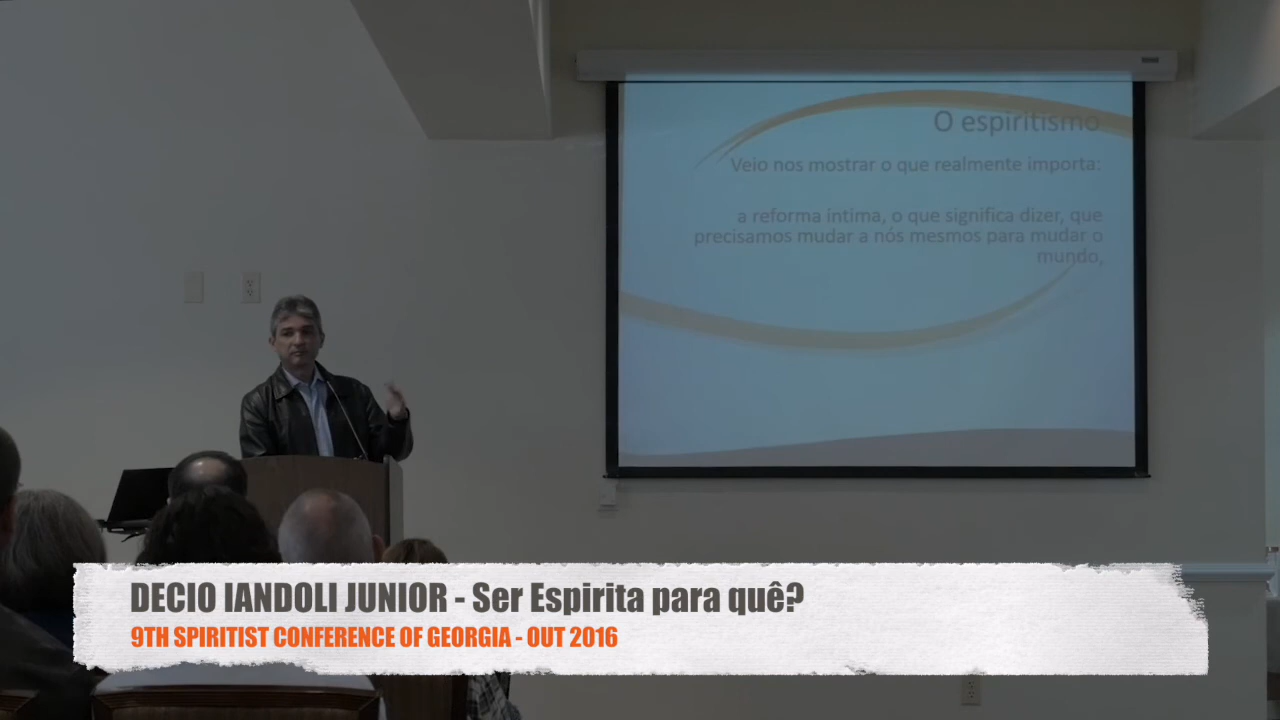 O espiritismo
Veio nos mostrar o que realmente importa:
a reforma íntima, o que significa dizer, que
precisamos mudar a nós mesmos para mudar o
mundo,
DECIO IANDOLI JUNIOR - Ser Espirita para quê?
9TH SPIRITIST CONFERENCE OF GEORGIA - OUT 2016